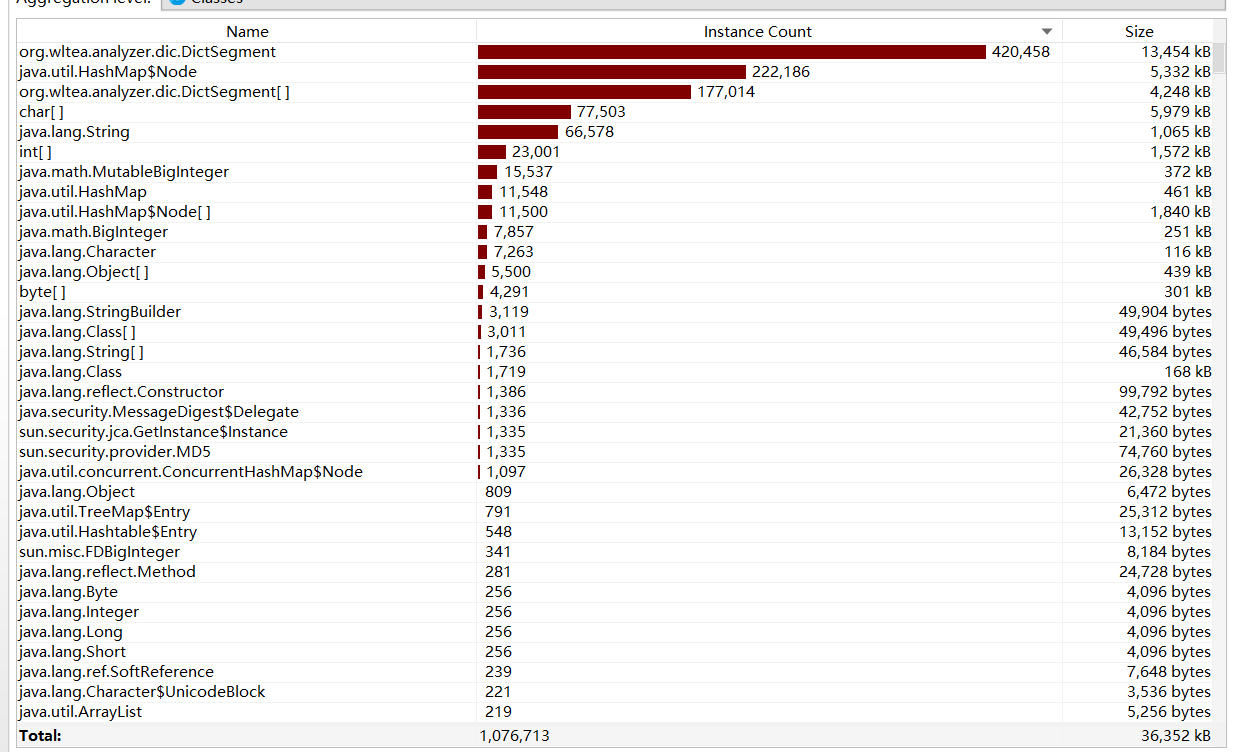 Aggregation level: Classes
Name Instance Count Size
org.wltea.analyzer.dic.DictSegment 420,458 13,454 kB
java.util.HashMap$Node 222,186 5,332 kB
org.wltea.analyzer.dic.DictSegment[ ] 177,014 4,248 kB
char[ ] 77,503 5,979 kB
java.lang.String 66,578 1,065 kB
int[ ] 23,001 1,572 kB
java.math.MutableBigInteger 15,537 372 kB
java.util.HashMap 11,548 461 kB
java.util.HashMap$Node[ ] 11,500 1,840 kB
java.math.BigInteger 7,857 251 kB
java.lang.Character 7,263 116 kB
java.lang.Object[ ] 5,500 439 kB
byte[ ] 4,291 301 kB
java.lang.StringBuilder 3,119 49,904 bytes
java.lang.Class[ ] 3,011 49,496 bytes
java.lang.String[ ] 1,736 46,584 bytes
java.lang.Class 1,719 168 kB
java.lang.reflect.Constructor 1,386 99,792 bytes
java.security.MessageDigest$Delegate 1,336 42,752 bytes
sun.security.jca.GetInstance$Instance 1,335 21,360 bytes
sun.security.provider.MD5 1,335 74,760 bytes
java.util.concurrent.ConcurrentHashMap$Node 1,097 26,328 bytes
java.lang.Object 809 6,472 bytes
java.util.TreeMap$Entry 791 25,312 bytes
java.util.Hashtable$Entry 548 13,152 bytes
sun.misc.FDBigInteger 341 8,184 bytes
java.lang.reflect.Method 281 24,728 bytes
java.lang.Byte 256 4,096 bytes
java.lang.Integer 256 4,096 bytes
java.lang.Long 256 4,096 bytes
java.lang.Short 256 4,096 bytes
java.lang.ref.SoftReference 239 7,648 bytes
java.lang.Character$UnicodeBlock 221 3,536 bytes
java.util.ArrayList 219 5,256 bytes
Total: 1,076,713 36,352 kB